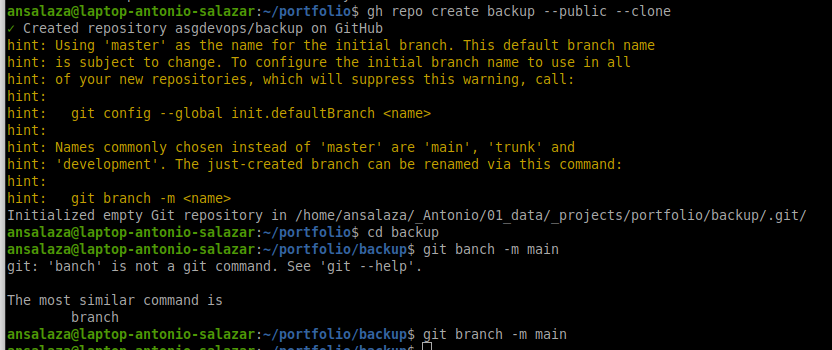 ansalaza@laptop-antonio-salazar:~/portfolio$ gh repo create backup --public --clone
✓ Created repository asgdevops/backup on GitHub
hint: Using 'master' as the name for the initial branch. This default branch name
hint: is subject to change. To configure the initial branch name to use in all
hint: of your new repositories, which will suppress this warning, call:
hint:
hint:   git config --global init.defaultBranch <name>
hint:
hint: Names commonly chosen instead of 'master' are 'main', 'trunk' and
hint: 'development'. The just-created branch can be renamed via this command:
hint:
hint:   git branch -m <name>
Initialized empty Git repository in /home/ansalaza/_Antonio/01_data/_projects/portfolio/backup/.git/
ansalaza@laptop-antonio-salazar:~/portfolio$ cd backup
ansalaza@laptop-antonio-salazar:~/portfolio/backup$ git banch -m main
git: 'banch' is not a git command. See 'git --help'.

The most similar command is
        branch
ansalaza@laptop-antonio-salazar:~/portfolio/backup$ git branch -m main
ansalaza@laptop-antonio-salazar:~/portfolio/backup$